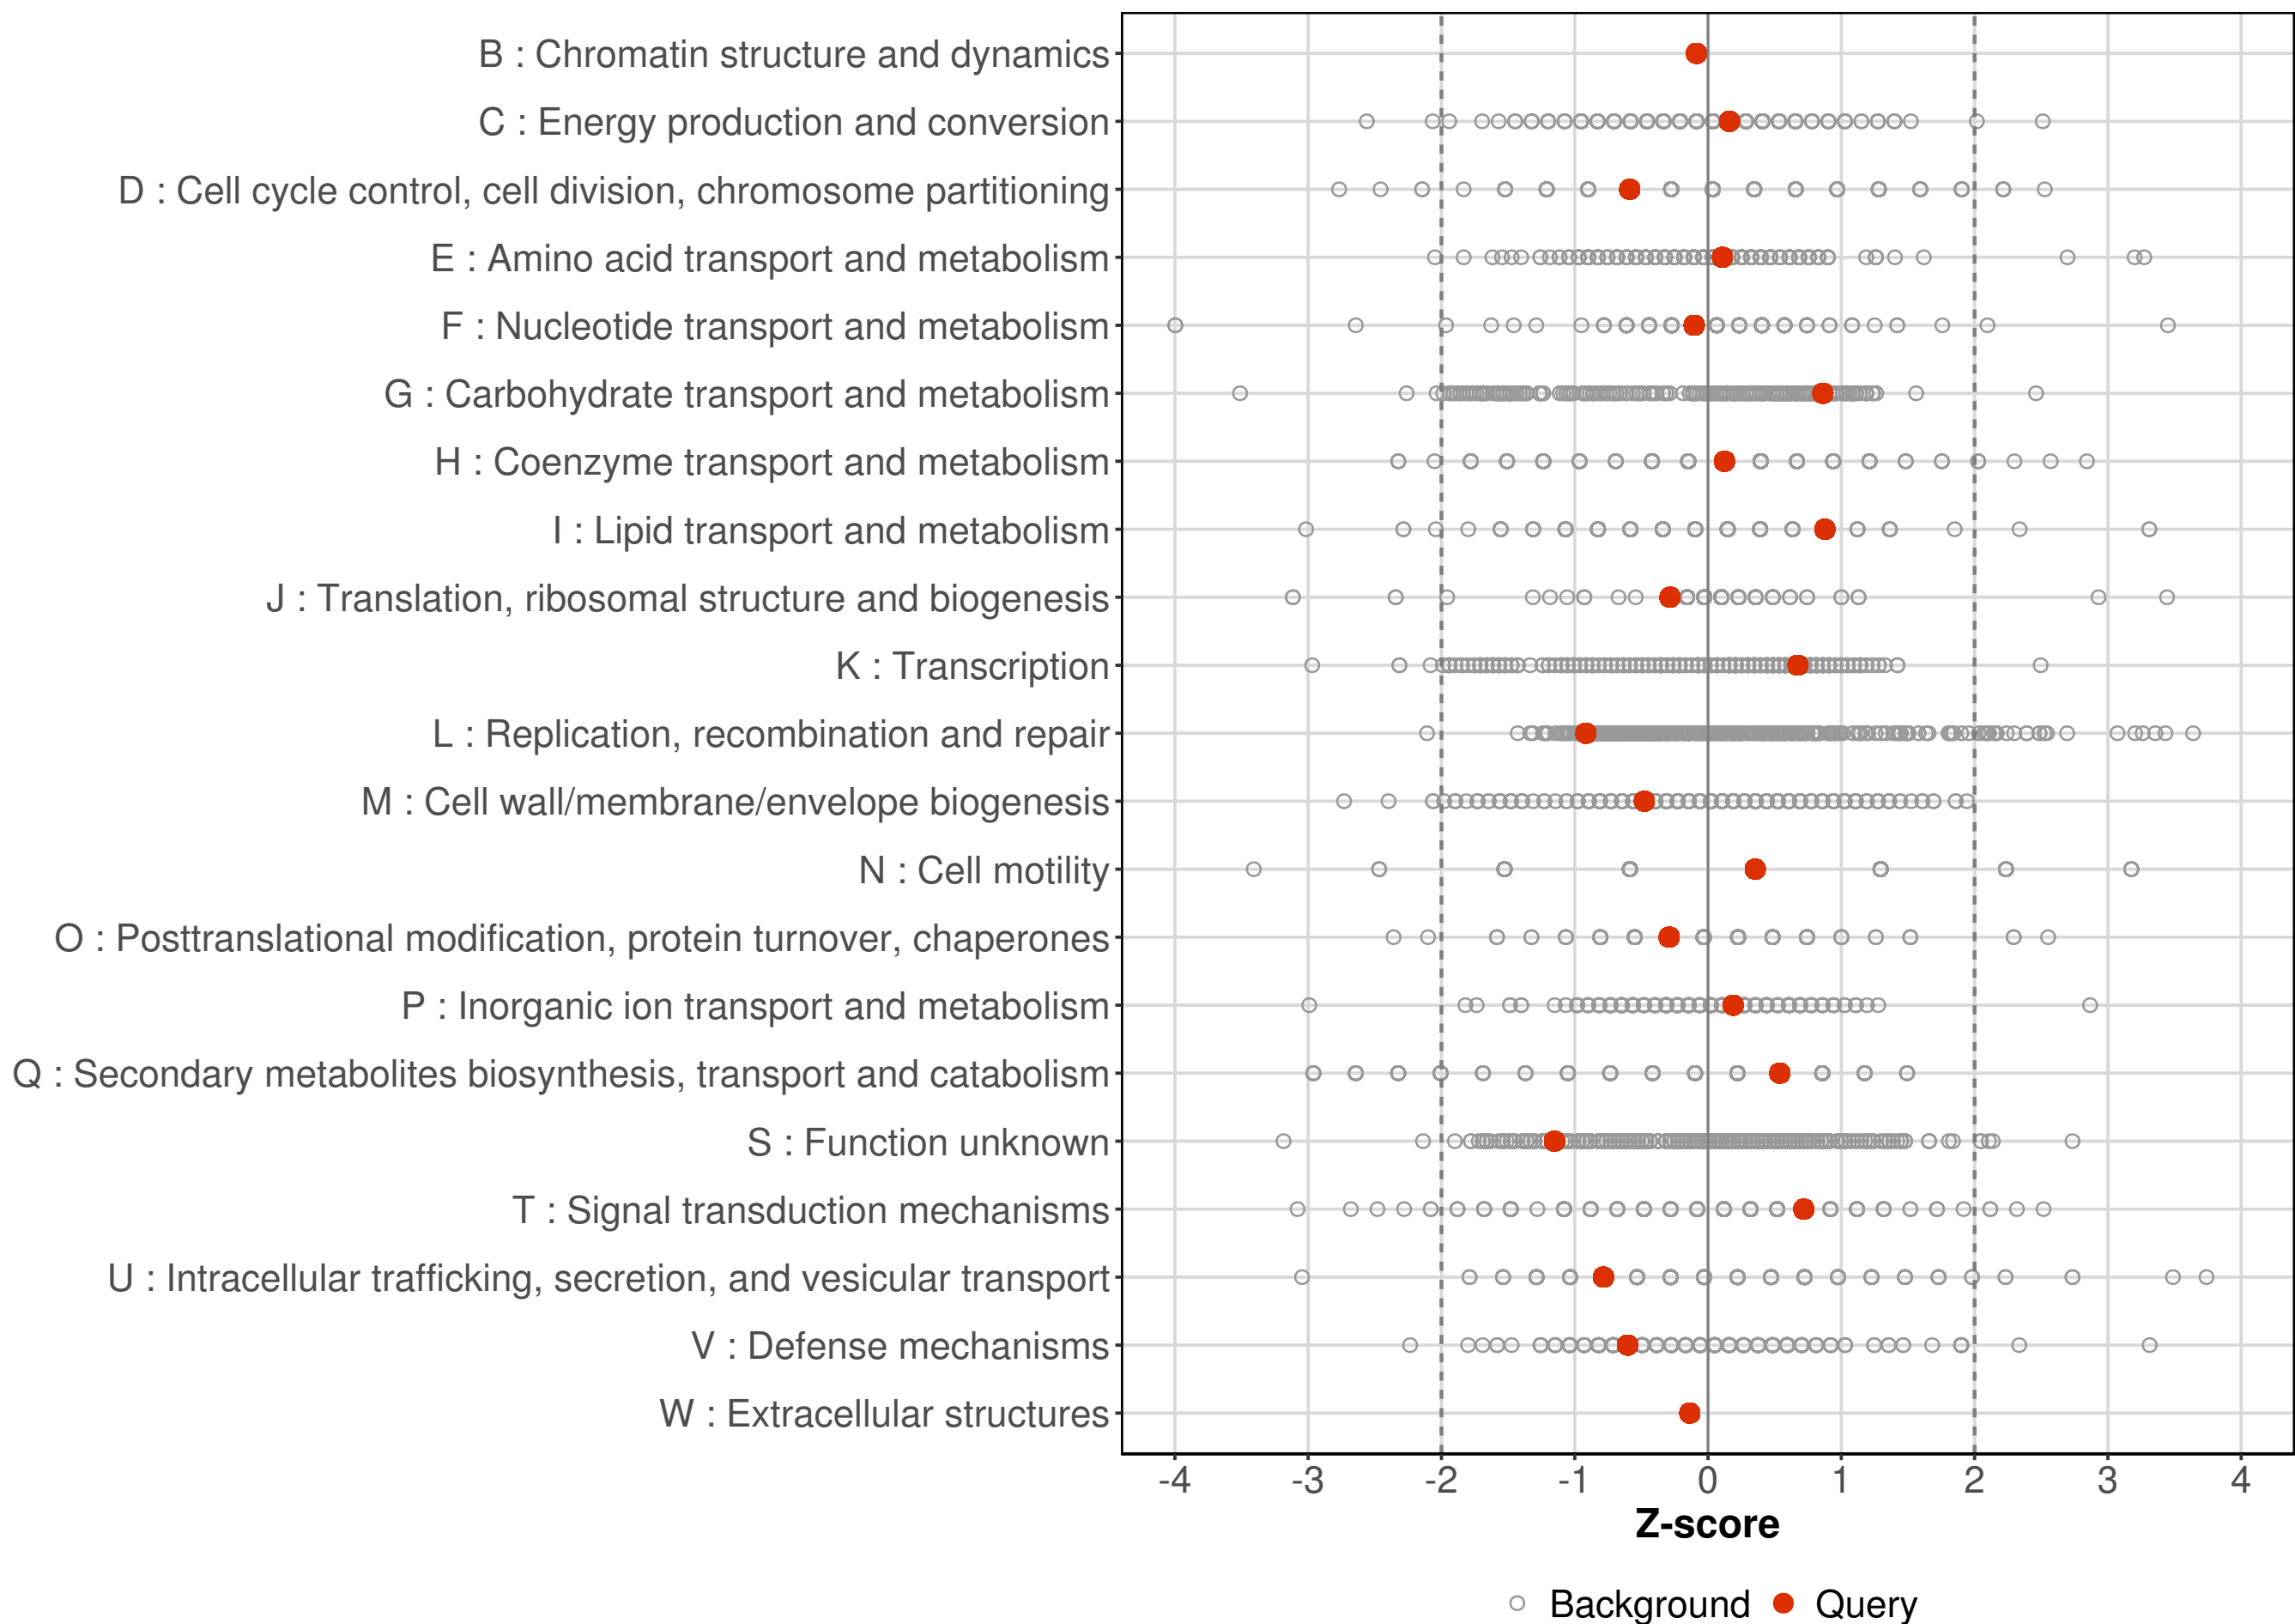 B : Chromatin structure and dynamics
C : Energy production and conversion
D : Cell cycle control, cell division, chromosome partitioning
E : Amino acid transport and metabolism
F : Nucleotide transport and metabolism
G : Carbohydrate transport and metabolism
H : Coenzyme transport and metabolism
I : Lipid transport and metabolism
J : Translation, ribosomal structure and biogenesis
K : Transcription
L : Replication, recombination and repair
M : Cell wall/membrane/envelope biogenesis
N : Cell motility
O : Posttranslational modification, protein turnover, chaperones
P : Inorganic ion transport and metabolism
Q : Secondary metabolites biosynthesis, transport and catabolism
S : Function unknown
T : Signal transduction mechanisms
U : Intracellular trafficking, secretion, and vesicular transport
V : Defense mechanisms
W : Extracellular structures
-4 -3 -2 -1 0 1 2 3 4
Z-score
Background Query